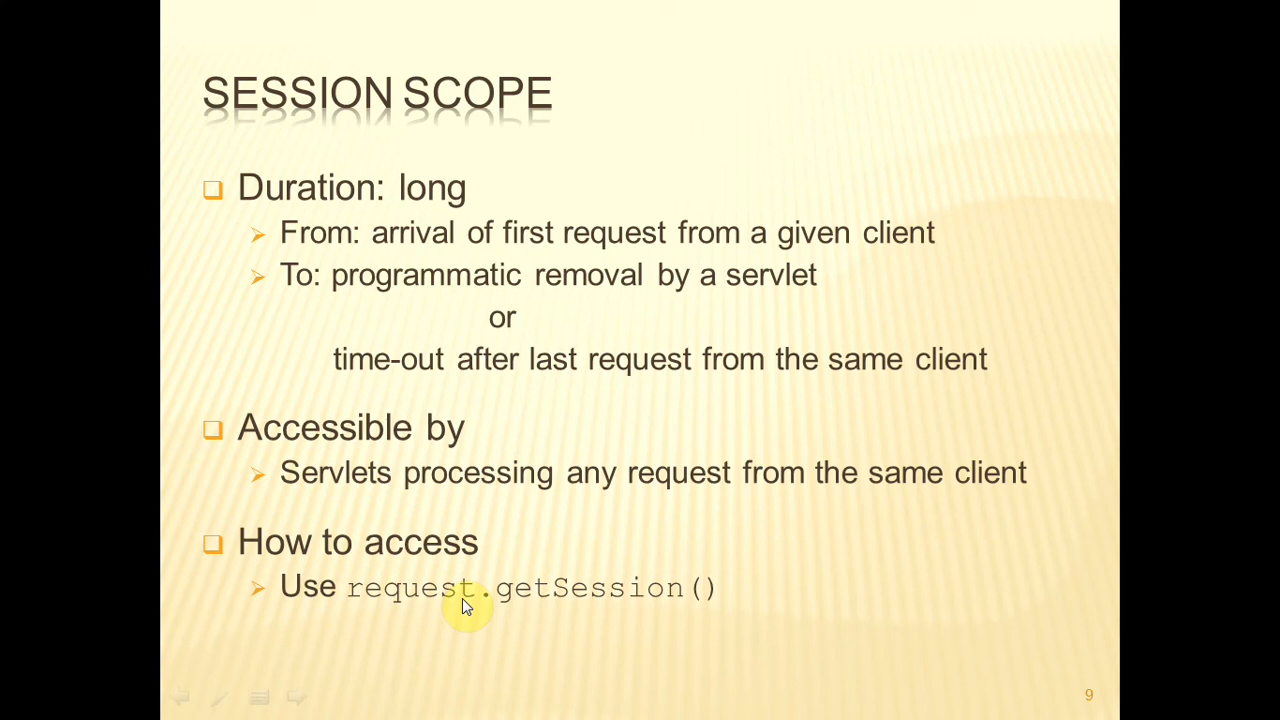 SESSION SCOPE
Duration: long
From: arrival of first request from a given client
To: programmatic removal by a servlet
or
time-out after last request from the same client
Accessible by
Servlets processing any request from the same client
How to access
Use request.getSession()
9